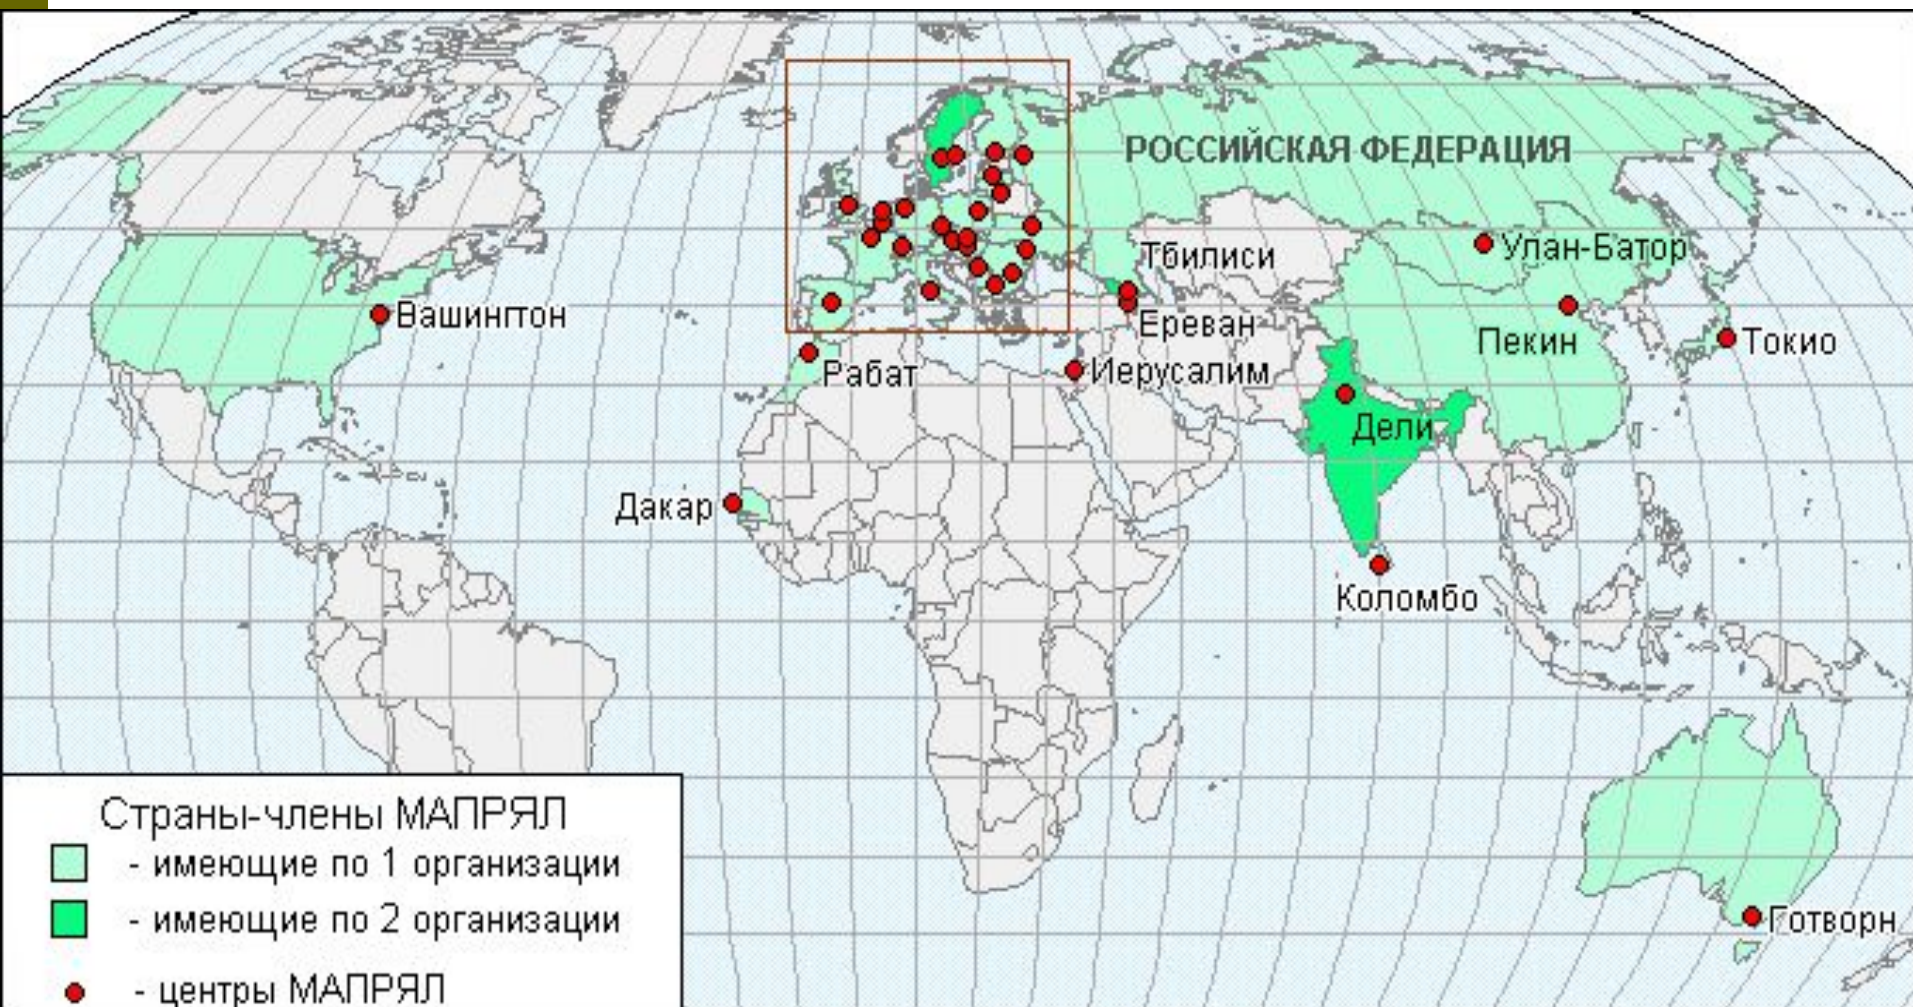 РОССИЙСКАЯ ФЕДЕРАЦИЯ
Тбилиси
Улан-Батор
Вашингтон
Ереван
Пекин
Токио
Рабат
Иерусалим
Дели
Дакар
Коломбо
Готворн
Страны-члены МАПРЯЛ
- имеющие по 1 организации
- имеющие по 2 организации
- центры МАПРЯЛ